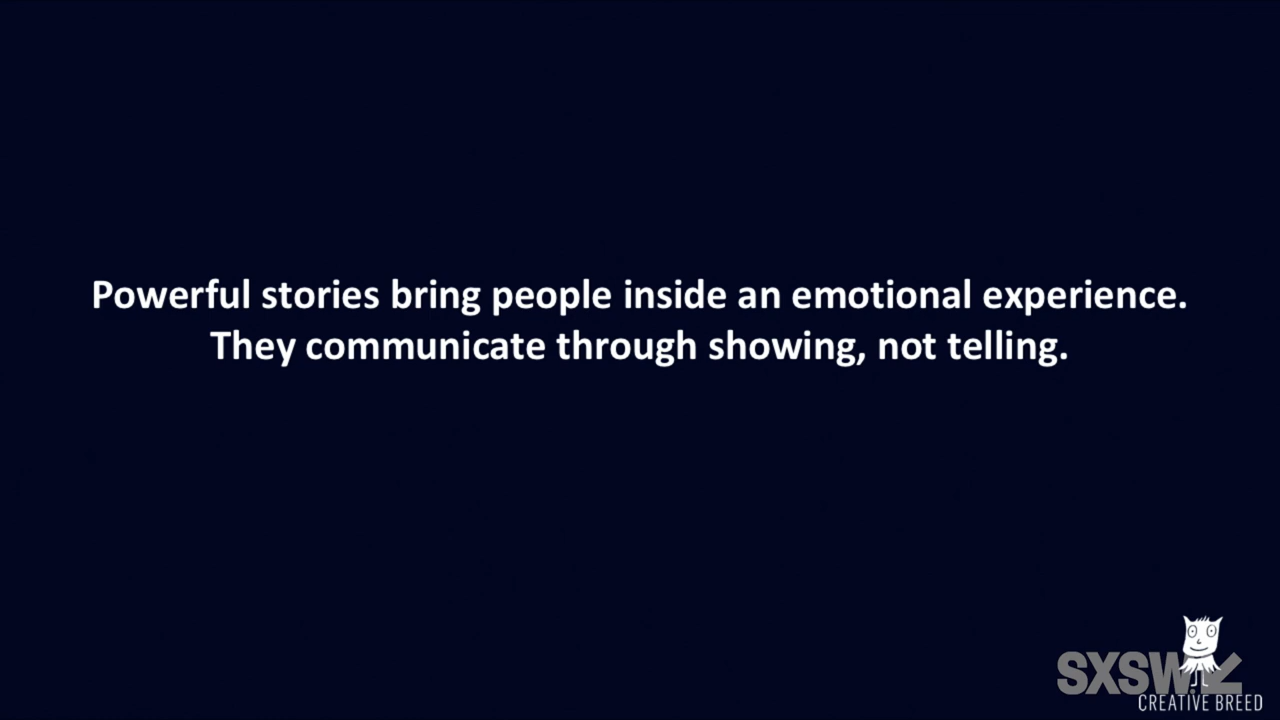 Powerful stories bring people inside an emotional experience.
They communicate through showing, not telling.
SXSW
CREATIVE BREED